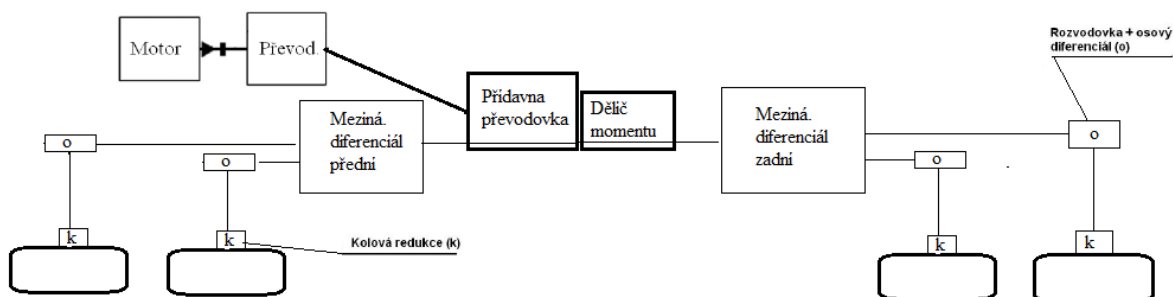 Motor
Převod.
Rozvodovka + osový
diferenciál (o)
Přídavna
převodovka
Dělič
momentu
Meziná.
diferenciál
přední
Meziná.
diferenciál
zadní
o
o
o
o
k
k
Kolová redukce (k)
k
k